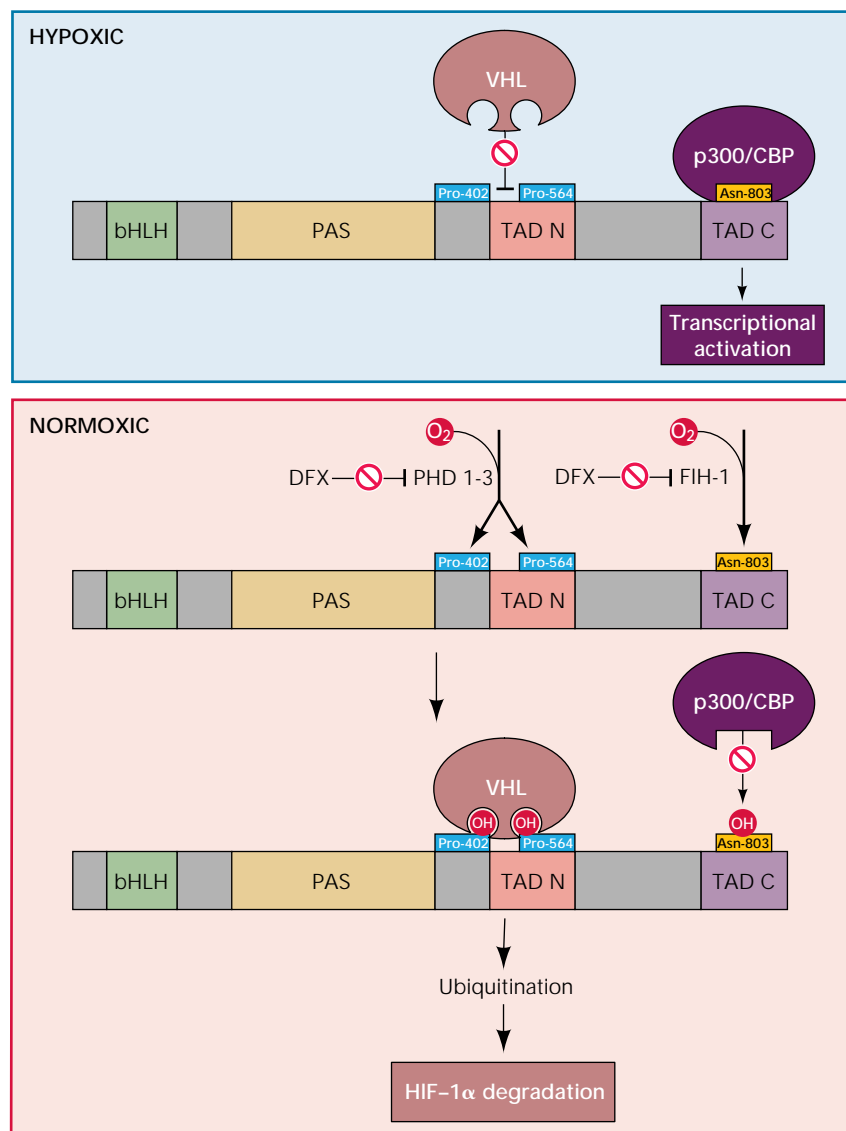 HYPOXIC
VHL
p300/CBP
Pro-402
Pro-564
Asn-803
bHLH
PAS
TAD N
TAD C
Transcriptional
activation
NORMOXIC
O2
O2
DFX
PHD 1-3
DFX
FIH-1
Pro-402
Pro-564
Asn-803
bHLH
PAS
TAD N
TAD C
p300/CBP
VHL
OH
OH
OH
Pro-402
Pro-564
Asn-803
bHLH
PAS
TAD N
TAD C
Ubiquitination
HIF–1α degradation